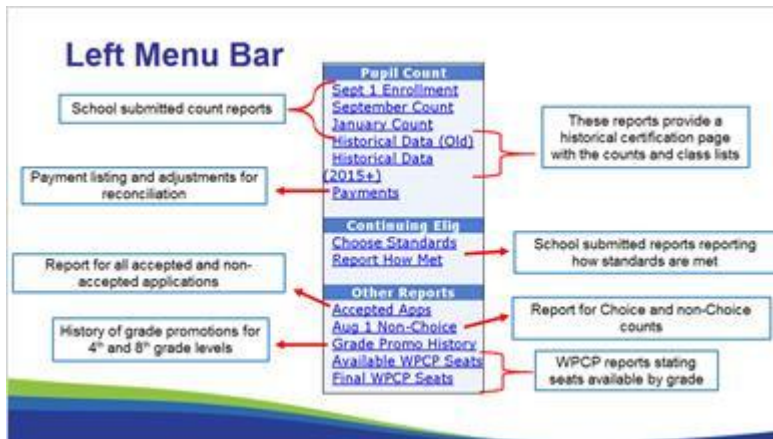 Left Menu Bar
School submitted count reports
Payment listing and adjustments for
reconciliation
Report for all accepted and non-
accepted applications
History of grade promotions for
4th and 8th grade levels
Pupil Count
Sept 1 Enrollment
September Count
January Count
Historical Data (Old)
Historical Data
(2015+)
Payments
Continuing Elig
Choose Standards
Report How Met
Other Reports
Accepted Apps
Aug 1 Non-Choice
Grade Promo History
Available WPCP Seats
Final WPCP Seats
These reports provide a
historical certification page
with the counts and class lists
School submitted reports reporting
how standards are met
Report for Choice and non-Choice
counts
WPCP reports stating
seats available by grade